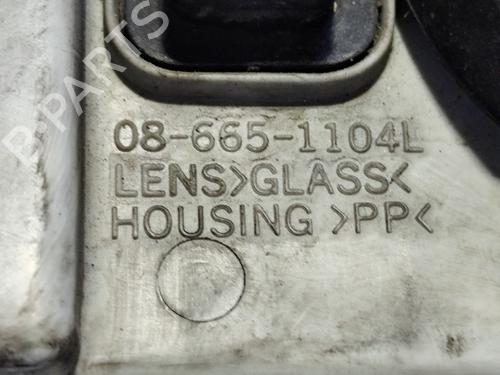 08-665-1104L
LENS>GLASS<
HOUSING >PP<
B-PARTS